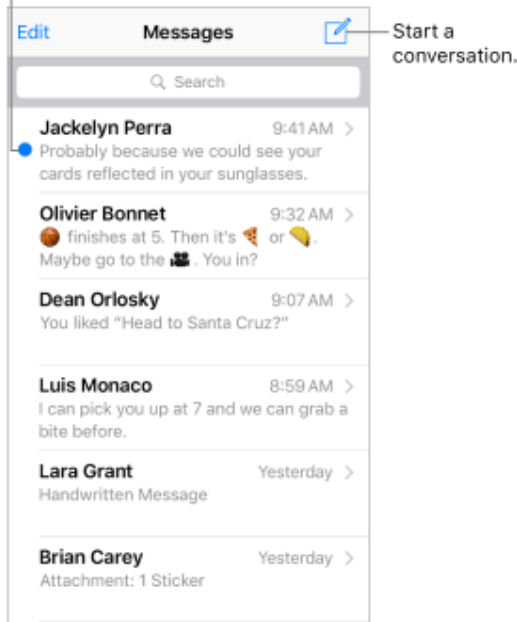 Edit
Messages
Start a
conversation.
Search
Jackelyn Perra
9:41 AM
Probably because we could see your
cards reflected in your sunglasses.
Olivier Bonnet
9:32 AM
🏀 finishes at 5. Then it's 🍕 or 🌮.
Maybe go to the 🎥. You in?
Dean Orlosky
9:07 AM
You liked “Head to Santa Cruz?”
Luis Monaco
8:59 AM
I can pick you up at 7 and we can grab a
bite before.
Lara Grant
Yesterday
Handwritten Message
Brian Carey
Yesterday
Attachment: 1 Sticker